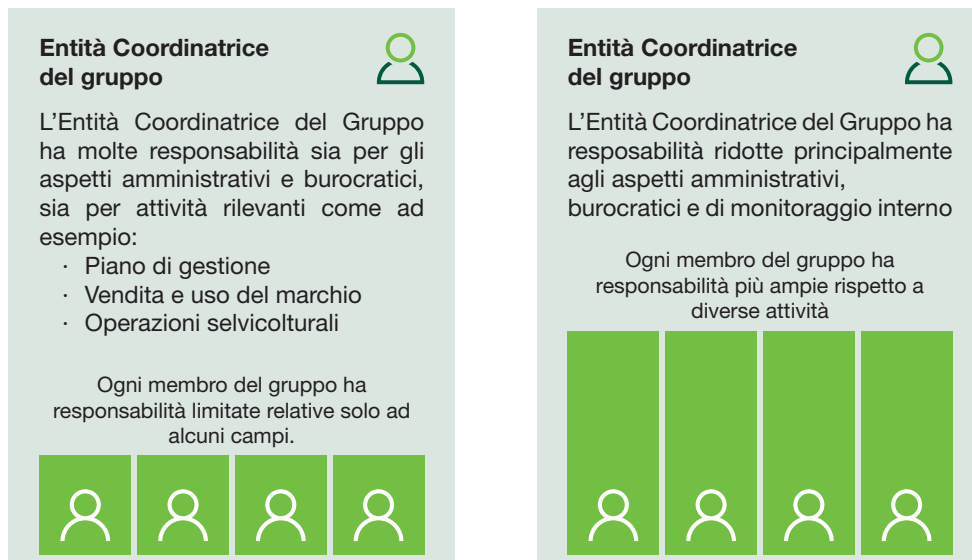 Entità Coordinatrice
del gruppo
L’Entità Coordinatrice del Gruppo
ha molte responsabilità sia per gli
aspetti amministrativi e burocratici,
sia per attività rilevanti come ad
esempio:
· Piano di gestione
· Vendita e uso del marchio
· Operazioni selvicolturali
Ogni membro del gruppo ha
responsabilità limitate relative solo ad
alcuni campi.
Entità Coordinatrice
del gruppo
L’Entità Coordinatrice del Gruppo ha
resposabilità ridotte principalmente
agli aspetti amministrativi,
burocratici e di monitoraggio interno
Ogni membro del gruppo ha
responsabilità più ampie rispetto a
diverse attività